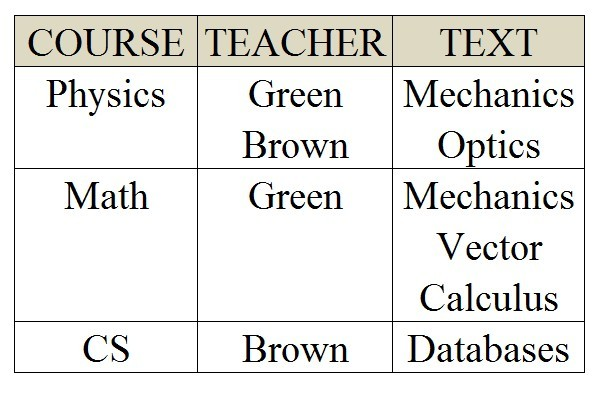 COURSE TEACHER TEXT
Physics Green Mechanics
Brown Optics
Math Green Mechanics
Vector
Calculus
CS Brown Databases